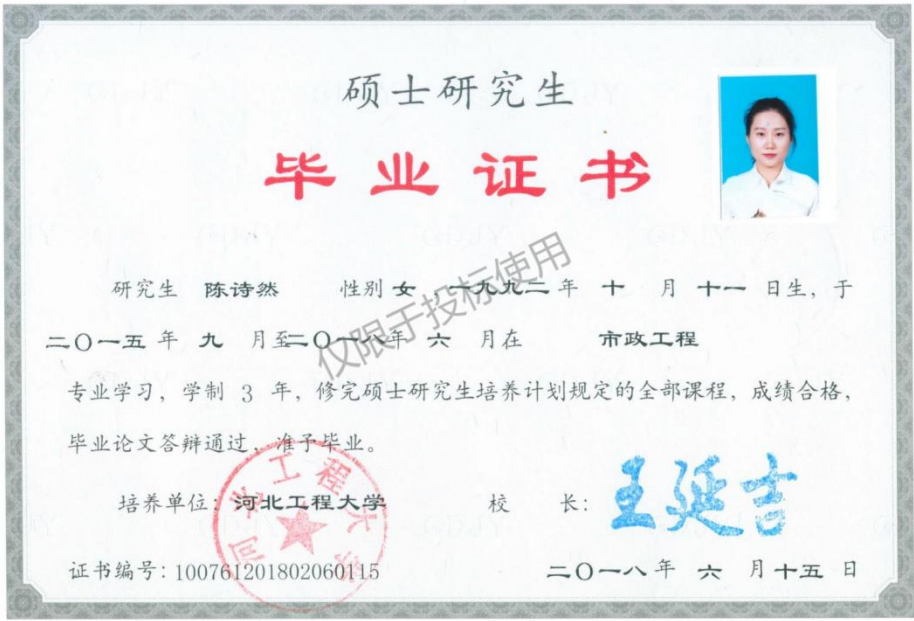 硕士研究生
毕业证书
研究生 陈诗然 性别 女，一九九二 年 十 月 十一 日生，于
二〇一五 年 九 月至二〇一八年 六 月在 市政工程
专业学习，学制 3 年，修完硕士研究生培养计划规定的全部课程，成绩合格，
毕业论文答辩通过，准予毕业。
培养单位：河北工程大学 校 长：王延吉
证书编号：100761201802060115 二〇一八年 六 月十五 日
仅限于投标使用
河北工程大学